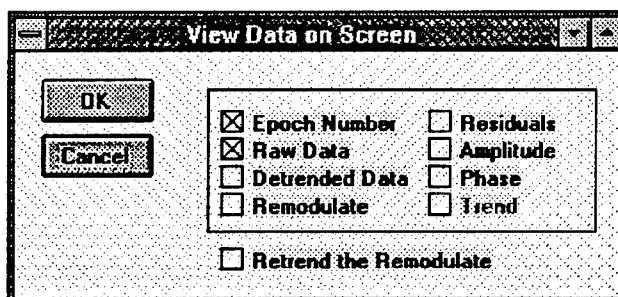 View Data on Screen
OK
Cancel
Epoch Number
Raw Data
Detrended Data
Remodulate
Residuals
Amplitude
Phase
Trend
Retrend the Remodulate